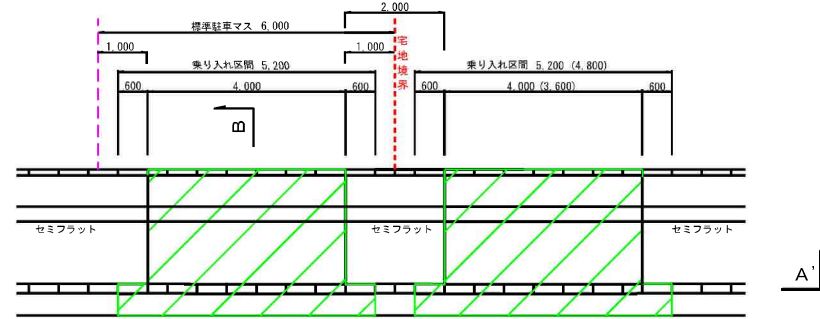 2,000
標準駐車マス 6,000
1,000
1,000
宅地境界
乗り入れ区間 5,200
乗り入れ区間 5,200 (4,800)
600
4,000
600
600
4,000(3,600)
600
B
セミフラット
セミフラット
セミフラット
A'